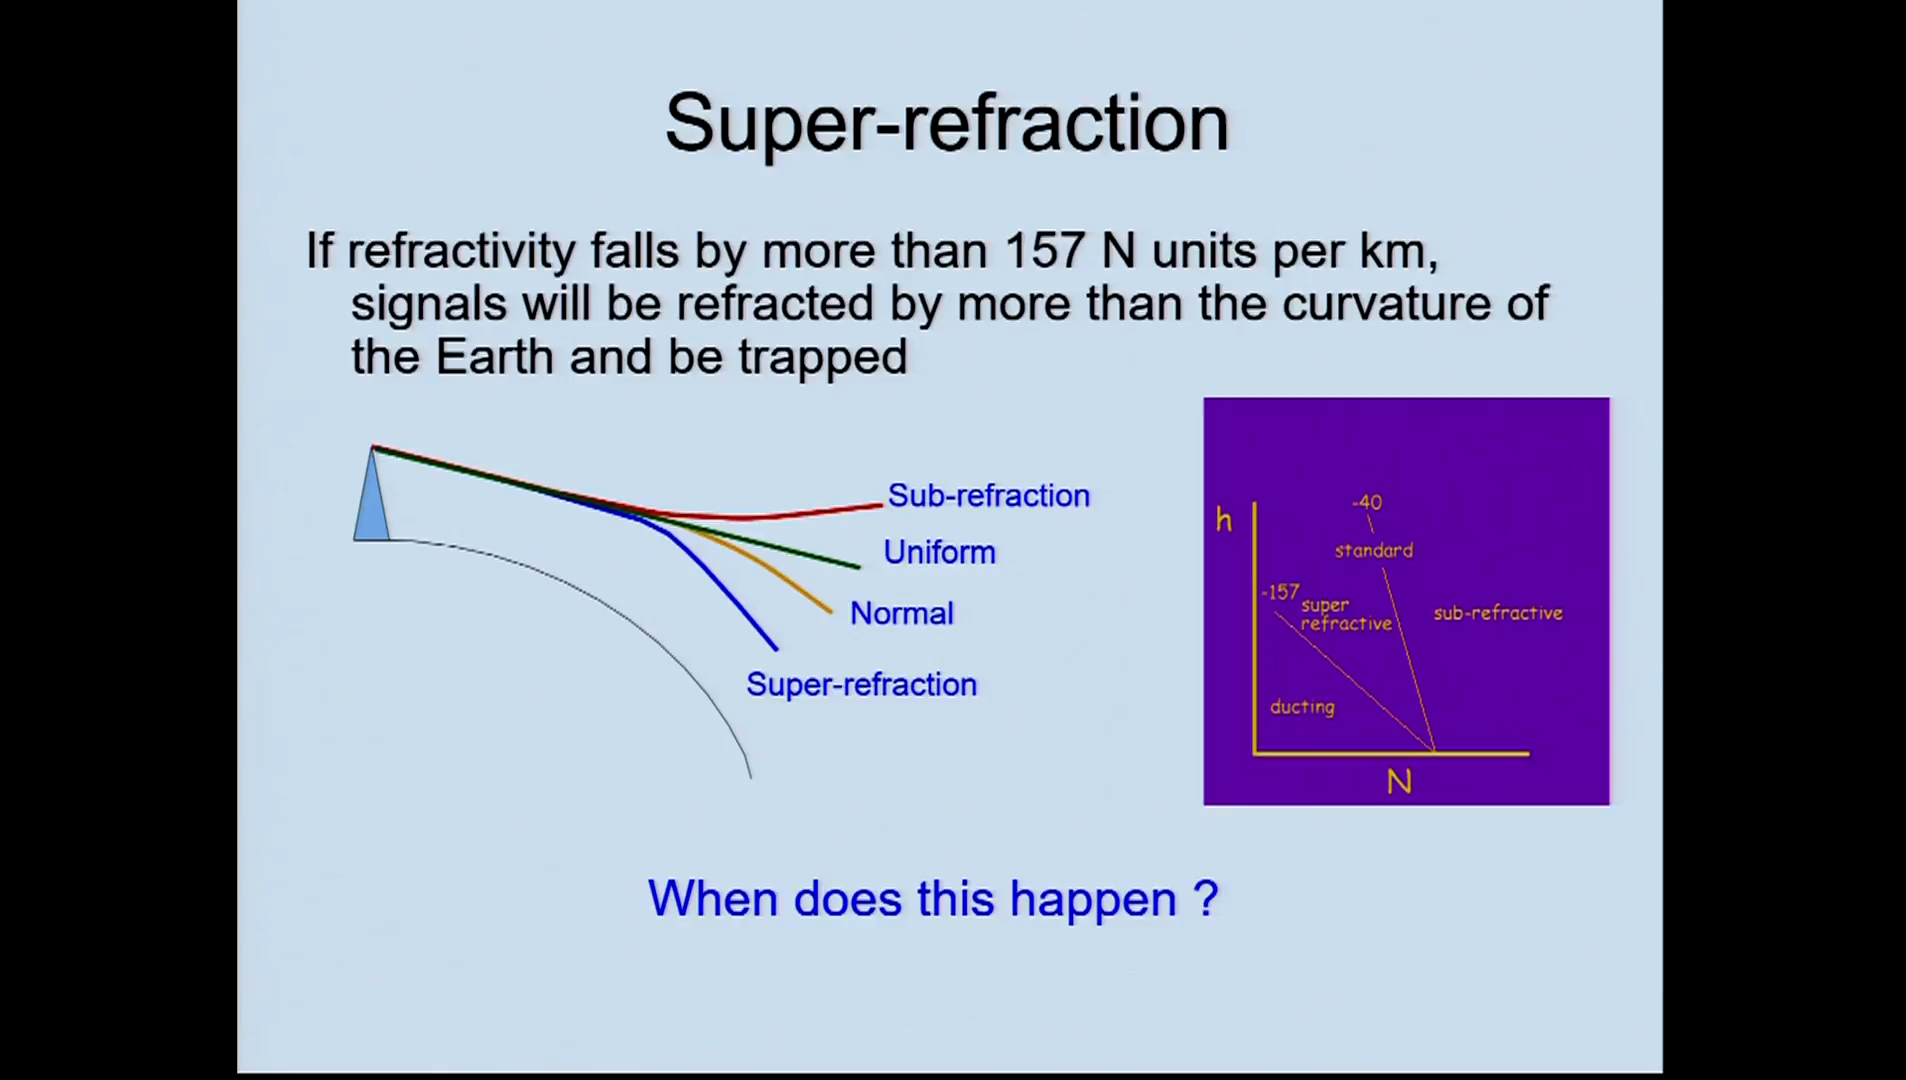 Super-refraction
If refractivity falls by more than 157 N units per km,
signals will be refracted by more than the curvature of
the Earth and be trapped
Sub-refraction
Uniform
Normal
Super-refraction
h
-40
standard
-157
super
refractive
sub-refractive
ducting
N
When does this happen ?